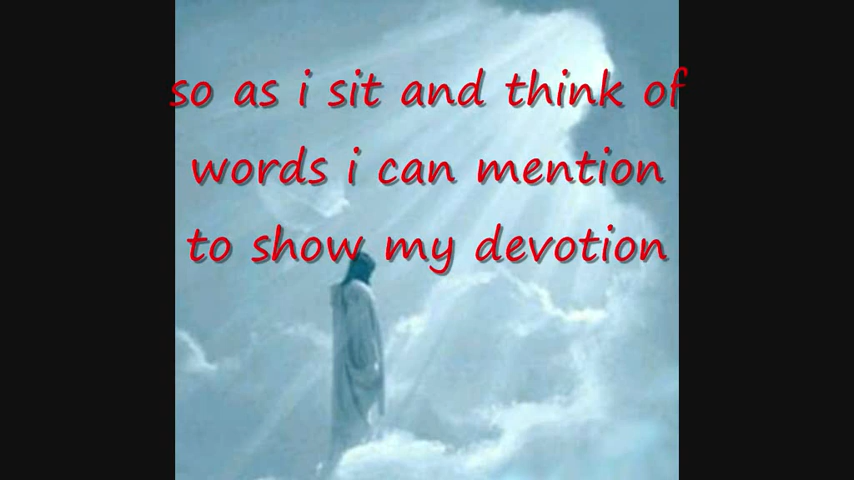 so as i sit and think of
words i can mention
to show my devotion